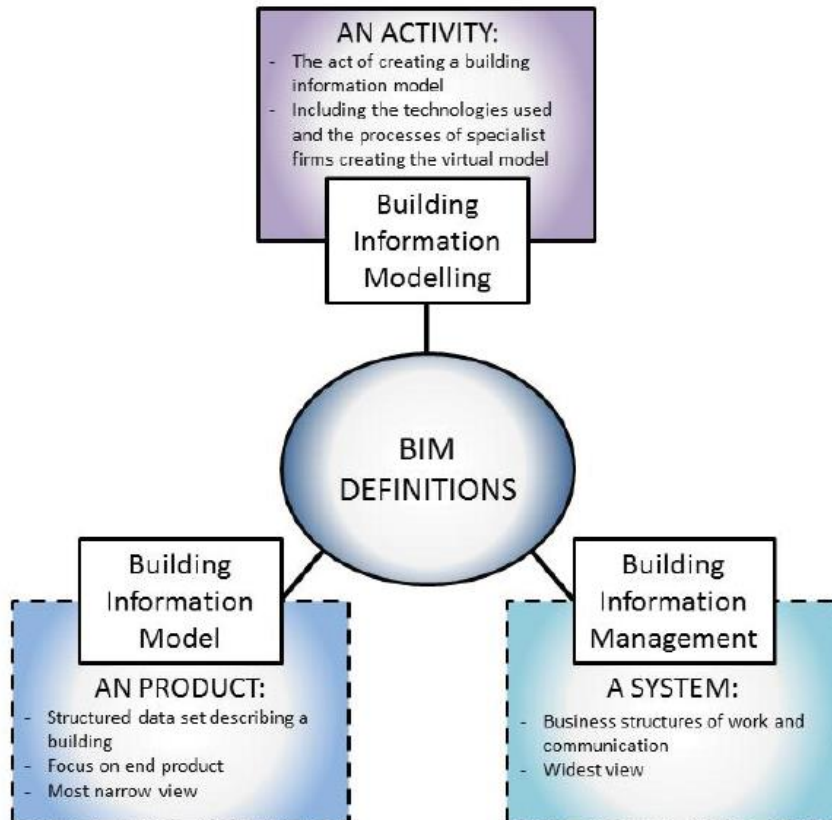 AN ACTIVITY:
- The act of creating a building
information model
- Including the technologies used
and the processes of specialist
firms creating the virtual model
Building
Information
Modelling
BIM
DEFINITIONS
Building
Information
Model
AN PRODUCT:
- Structured data set describing a
building
- Focus on end product
- Most narrow view
Building
Information
Management
A SYSTEM:
- Business structures of work and
communication
- Widest view